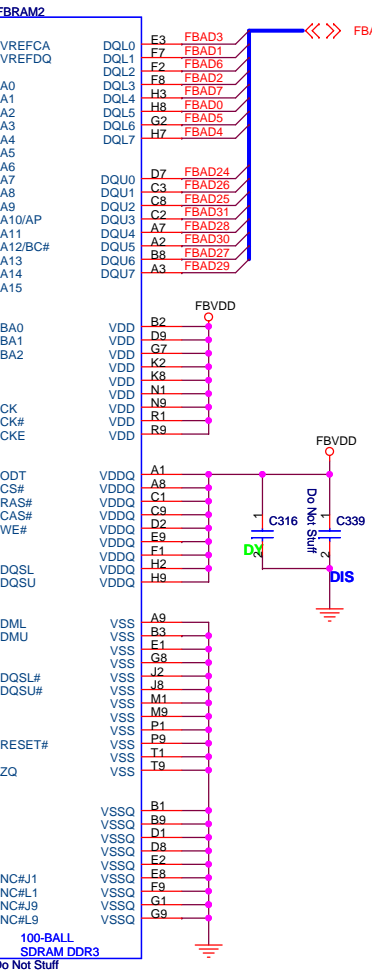 FBRAM2
VREFCA DQL0 E3 FBAD3
VREFDQ DQL1 F7 FBAD1
DQL2 F2 FBAD6
A0 DQL3 F8 FBAD2
A1 DQL4 H3 FBAD7
A2 DQL5 H8 FBAD0
A3 DQL6 G2 FBAD5
A4 DQL7 H7 FBAD4
A5
A6
A7 DQU0 D7 FBAD24
A8 DQU1 C3 FBAD26
A9 DQU2 C8 FBAD25
A10/AP DQU3 C2 FBAD31
A11 DQU4 A7 FBAD28
A12/BC# DQU5 A2 FBAD30
A13 DQU6 B8 FBAD27
A14 DQU7 A3 FBAD29
A15
FBVDD
BA0 VDD B2
BA1 VDD D9
BA2 VDD G7
VDD K2
VDD K8
VDD N1
CK VDD N9
CK# VDD R1
CKE VDD R9
FBVDD
ODT VDDQ A1
CS# VDDQ A8
RAS# VDDQ C1
CAS# VDDQ C9
WE# VDDQ D2
VDDQ E9
VDDQ F1
DQSL VDDQ H2
DQSU VDDQ H9
1 C316 2 DY
Do Not Stuff
1 C339 2 DIS
DML VSS A9
DMU VSS B3
VSS E1
VSS G8
DQSL# VSS J2
DQSU# VSS J8
VSS M1
VSS M9
VSS P1
RESET# VSS P9
VSS T1
ZQ VSS T9
VSSQ B1
VSSQ B9
VSSQ D1
VSSQ D8
VSSQ E2
NC#J1 VSSQ E8
NC#L1 VSSQ F9
NC#J9 VSSQ G1
NC#L9 VSSQ G9
100-BALL
SDRAM DDR3
Do Not Stuff